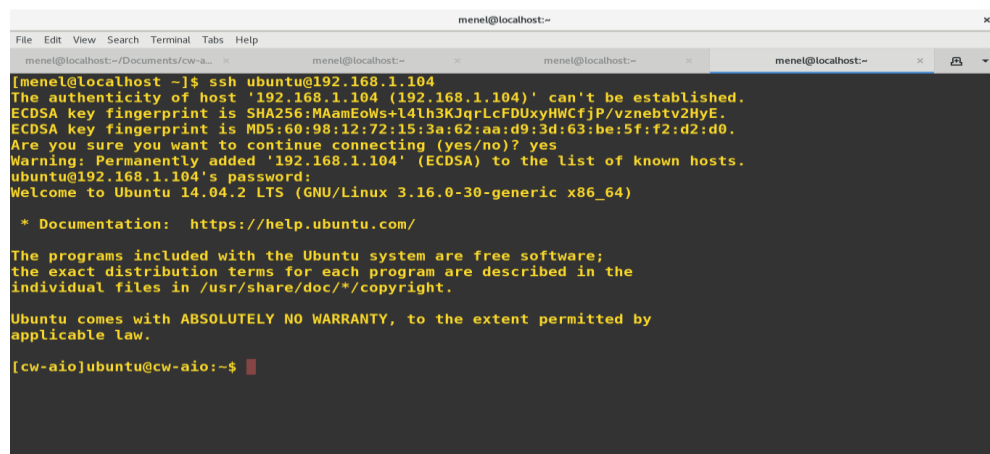 menel@localhost:~
File Edit View Search Terminal Tabs Help
menel@localhost:~/Documents/cw-a... menel@localhost:~ menel@localhost:~ menel@localhost:~
[menel@localhost ~]$ ssh ubuntu@192.168.1.104
The authenticity of host '192.168.1.104 (192.168.1.104)' can't be established.
ECDSA key fingerprint is SHA256:MAamEoWs+l4lh3KJqrLcFDUxyHWCfjP/vznebtv2HyE.
ECDSA key fingerprint is MD5:60:98:12:72:15:3a:62:aa:d9:3d:63:be:5f:f2:d2:d0.
Are you sure you want to continue connecting (yes/no)? yes
Warning: Permanently added '192.168.1.104' (ECDSA) to the list of known hosts.
ubuntu@192.168.1.104's password:
Welcome to Ubuntu 14.04.2 LTS (GNU/Linux 3.16.0-30-generic x86_64)
* Documentation: https://help.ubuntu.com/
The programs included with the Ubuntu system are free software;
the exact distribution terms for each program are described in the
individual files in /usr/share/doc/*/copyright.
Ubuntu comes with ABSOLUTELY NO WARRANTY, to the extent permitted by
applicable law.
[cw-aio]ubuntu@cw-aio:~$